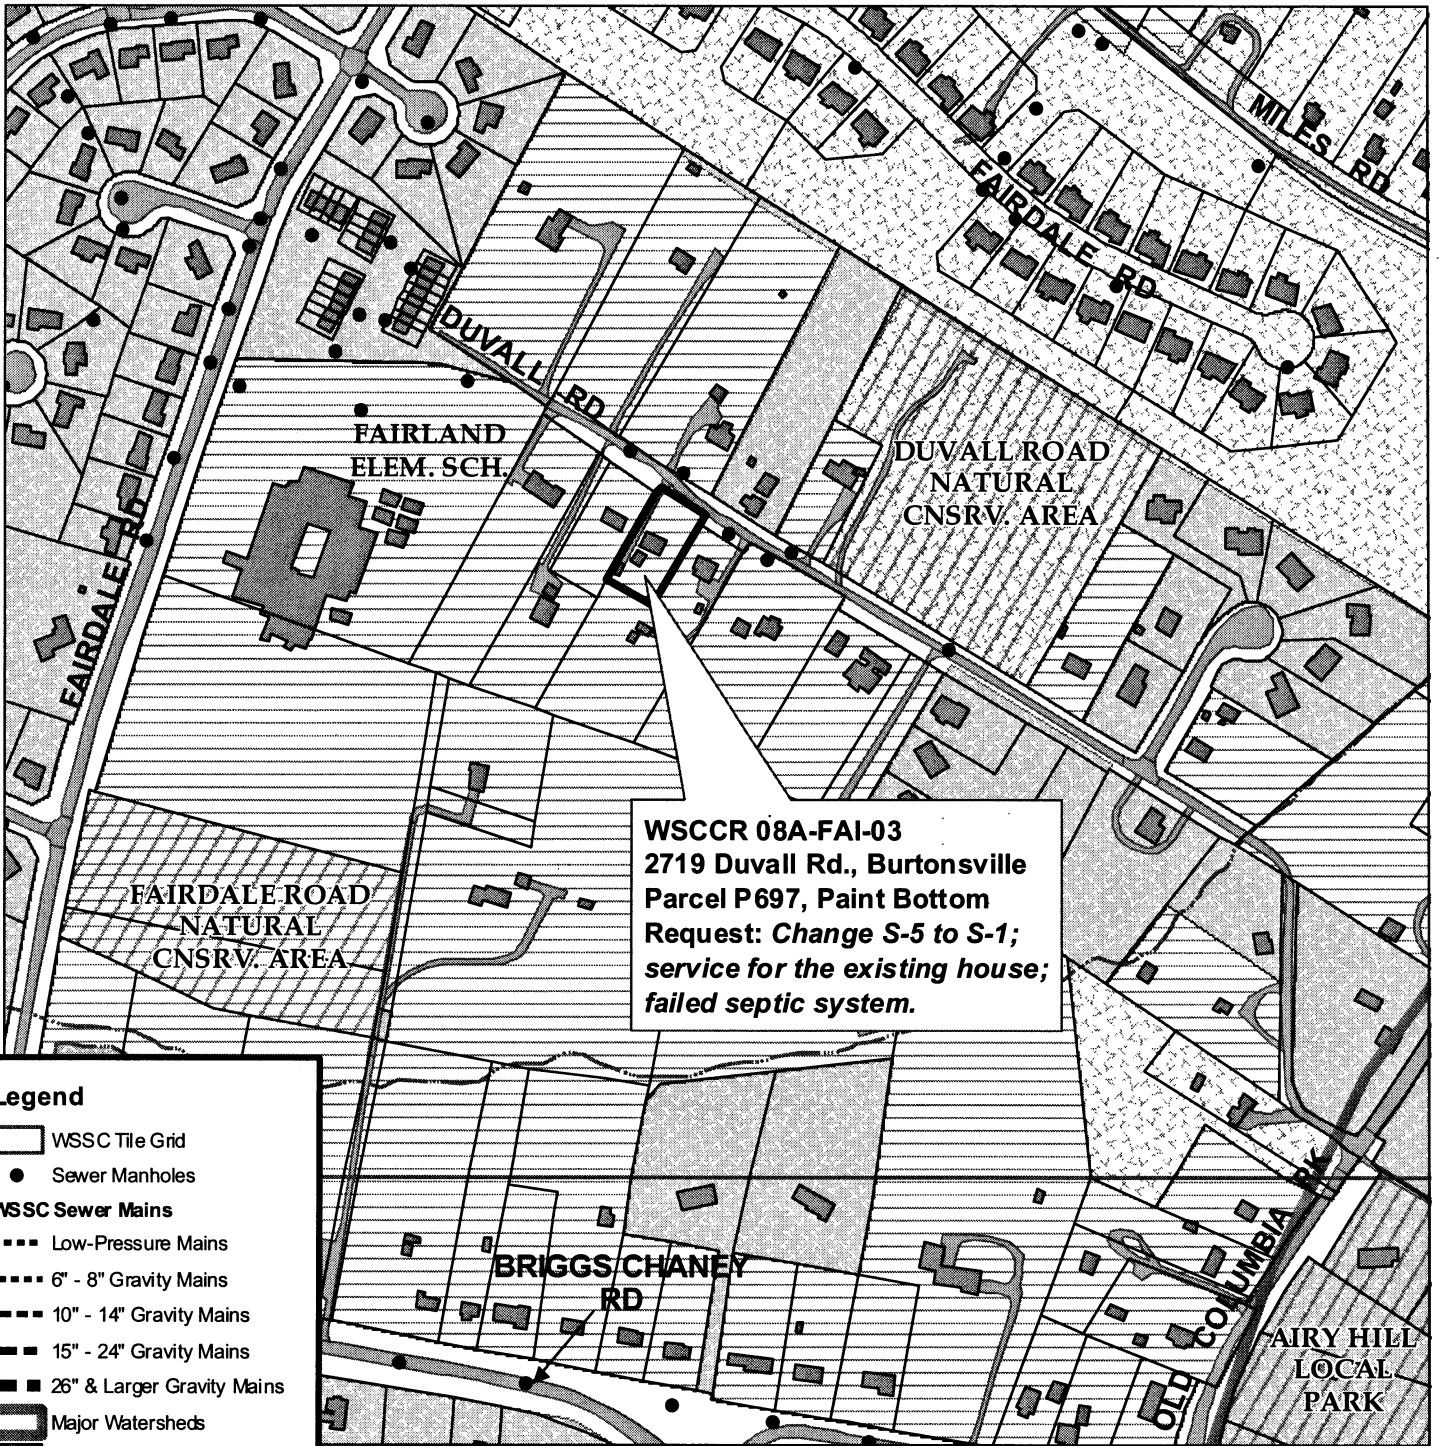 MILES RD
FAIRDALE RD
DUVALL RD
FAIRLAND
ELEM. SCH.
DUVALL ROAD
NATURAL
CNSRV. AREA
FAIRDALE RD
WSCCR 08A-FAI-03
2719 Duvall Rd., Burtonsville
Parcel P697, Paint Bottom
Request: Change S-5 to S-1;
service for the existing house;
failed septic system.
FAIRDALE ROAD
NATURAL
CNSRV. AREA
Legend
WSSC Tile Grid
Sewer Manholes
WSSC Sewer Mains
Low-Pressure Mains
6" - 8" Gravity Mains
10" - 14" Gravity Mains
15" - 24" Gravity Mains
26" & Larger Gravity Mains
Major Watersheds
BRIGGS CHANEY
RD
OLD COLUMBIA PK
AIRY HILL
LOCAL
PARK